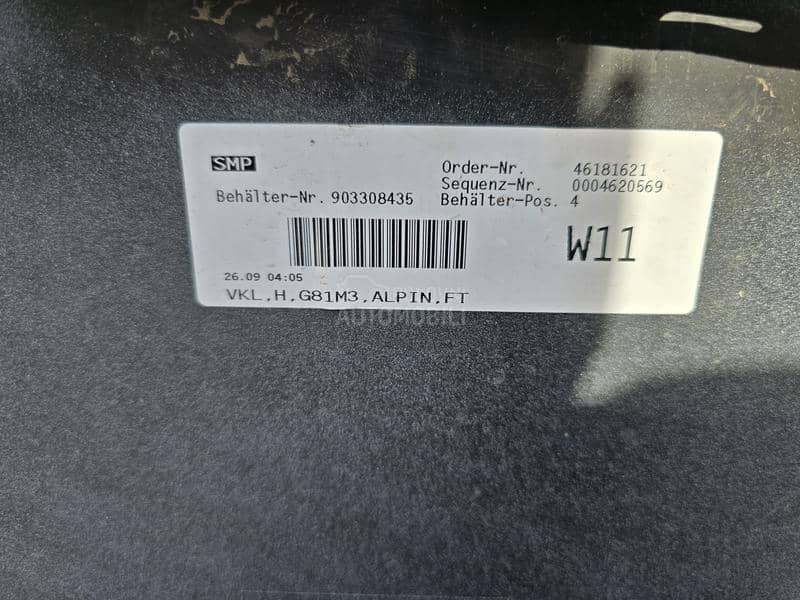 SMP
Order-Nr. 46181621
Sequenz-Nr. 0004620569
Behälter-Nr. 903308435 Behälter-Pos. 4
W11
26.09 04:05
VKL,H,G81M3,ALPIN,FT
AUTOMOBILI